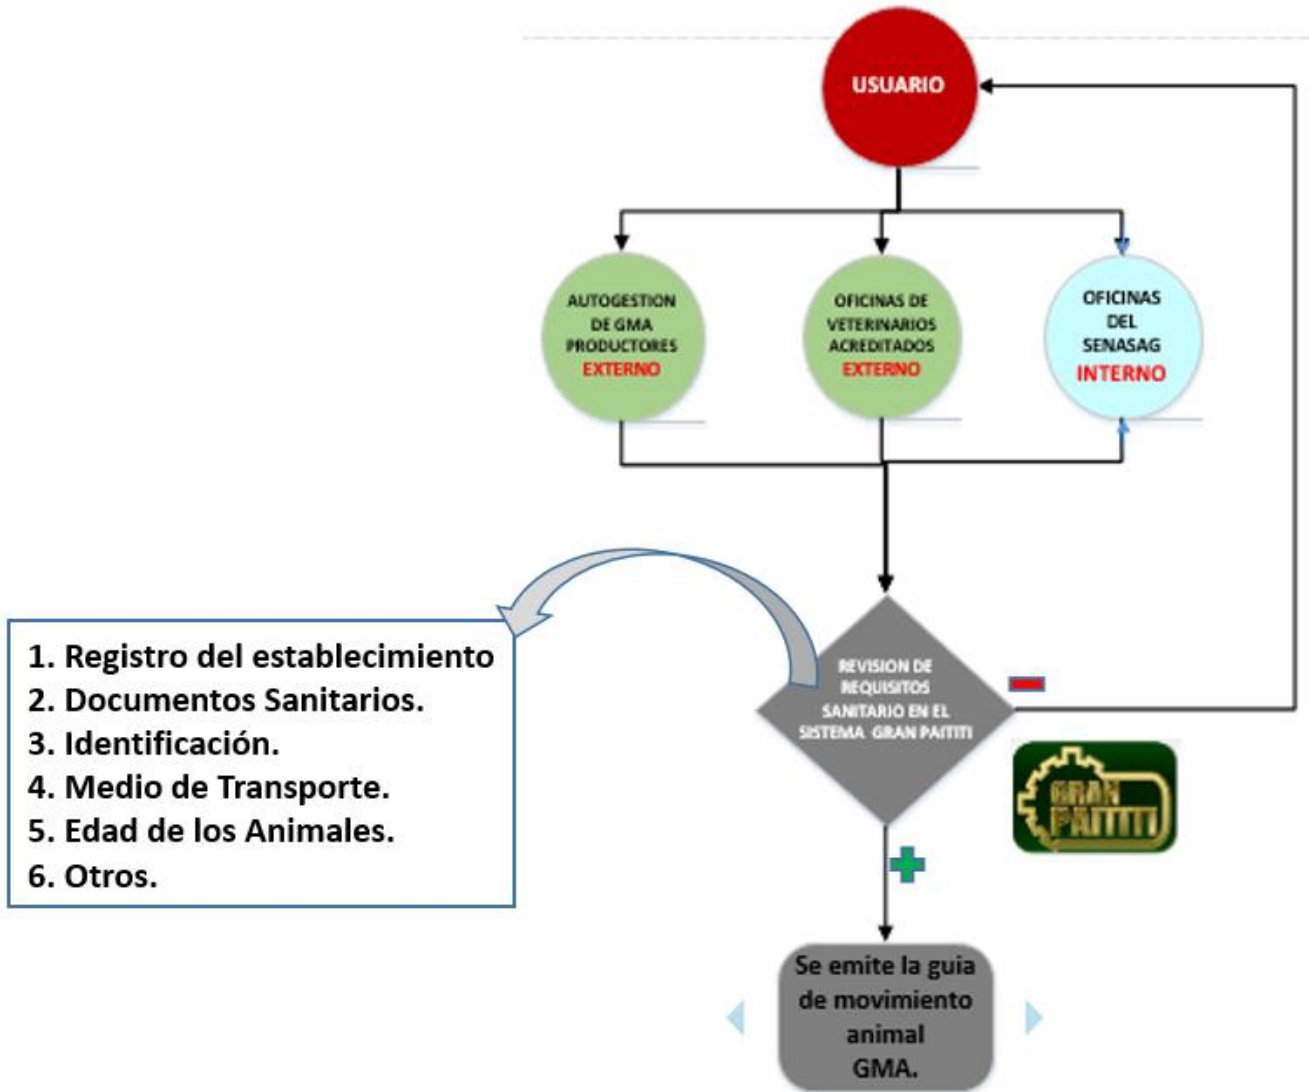 USUARIO
AUTOGESTION
DE GMA
PRODUCTORES
EXTERNO
OFICINAS DE
VETERINARIOS
ACREDITADOS
EXTERNO
OFICINAS
DEL
SENASAG
INTERNO
1. Registro del establecimiento
2. Documentos Sanitarios.
3. Identificación.
4. Medio de Transporte.
5. Edad de los Animales.
6. Otros.
REVISION DE
REQUISITOS
SANITARIO EN EL
SISTEMA GRAN PAITITI
GRAN
PAITITI
Se emite la guia
de movimiento
animal
GMA.